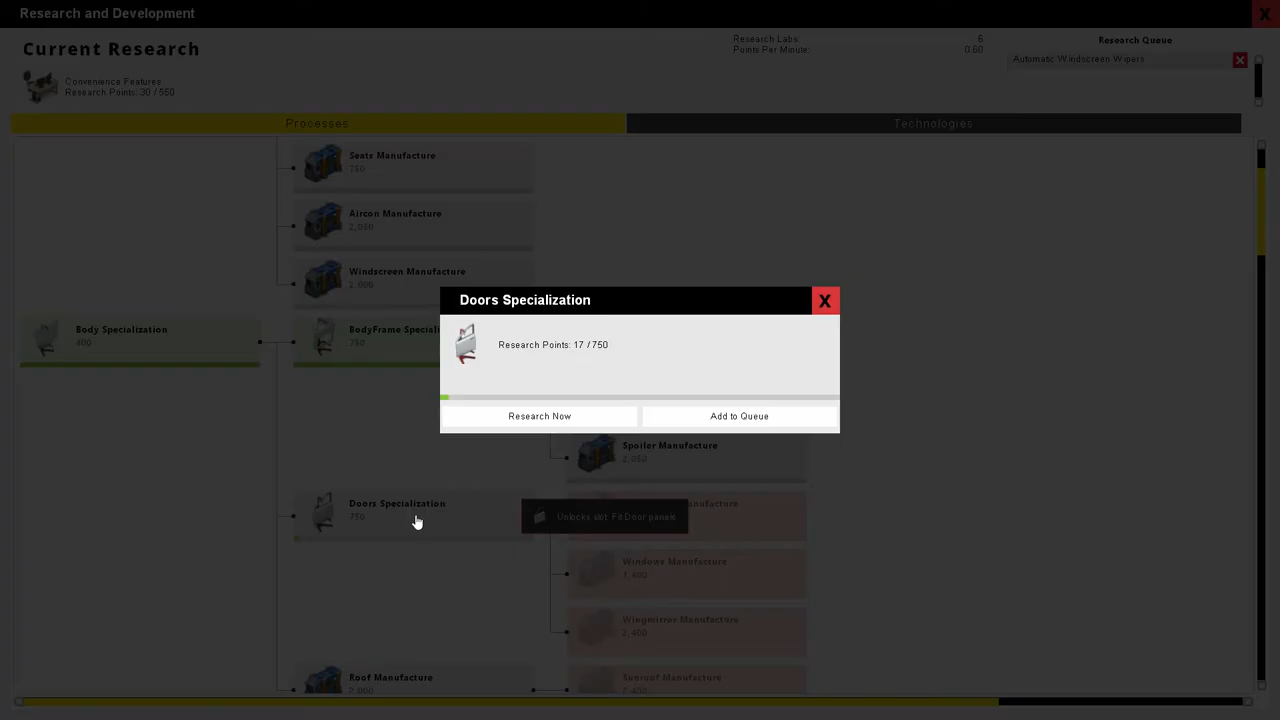 Research and Development
X
Current Research
Research Labs: 6
Points Per Minute: 0.60
Research Queue
Automatic Windscreen Wipers
Convenience Features
Research Points: 30 / 550
Processes
Technologies
Seats Manufacture
750
Aircon Manufacture
2,050
Windscreen Manufacture
Doors Specialization
X
Body Specialization
400
BodyFrame Speciali
750
Research Points: 17 / 750
Research Now
Add to Queue
Spoiler Manufacture
2,050
Doors Specialization
750
Unlocks slot: Fit Door panels
Manufacture
Windows Manufacture
1,400
Wingmirror Manufacture
2,400
Roof Manufacture
2,000
Sunroof Manufacture